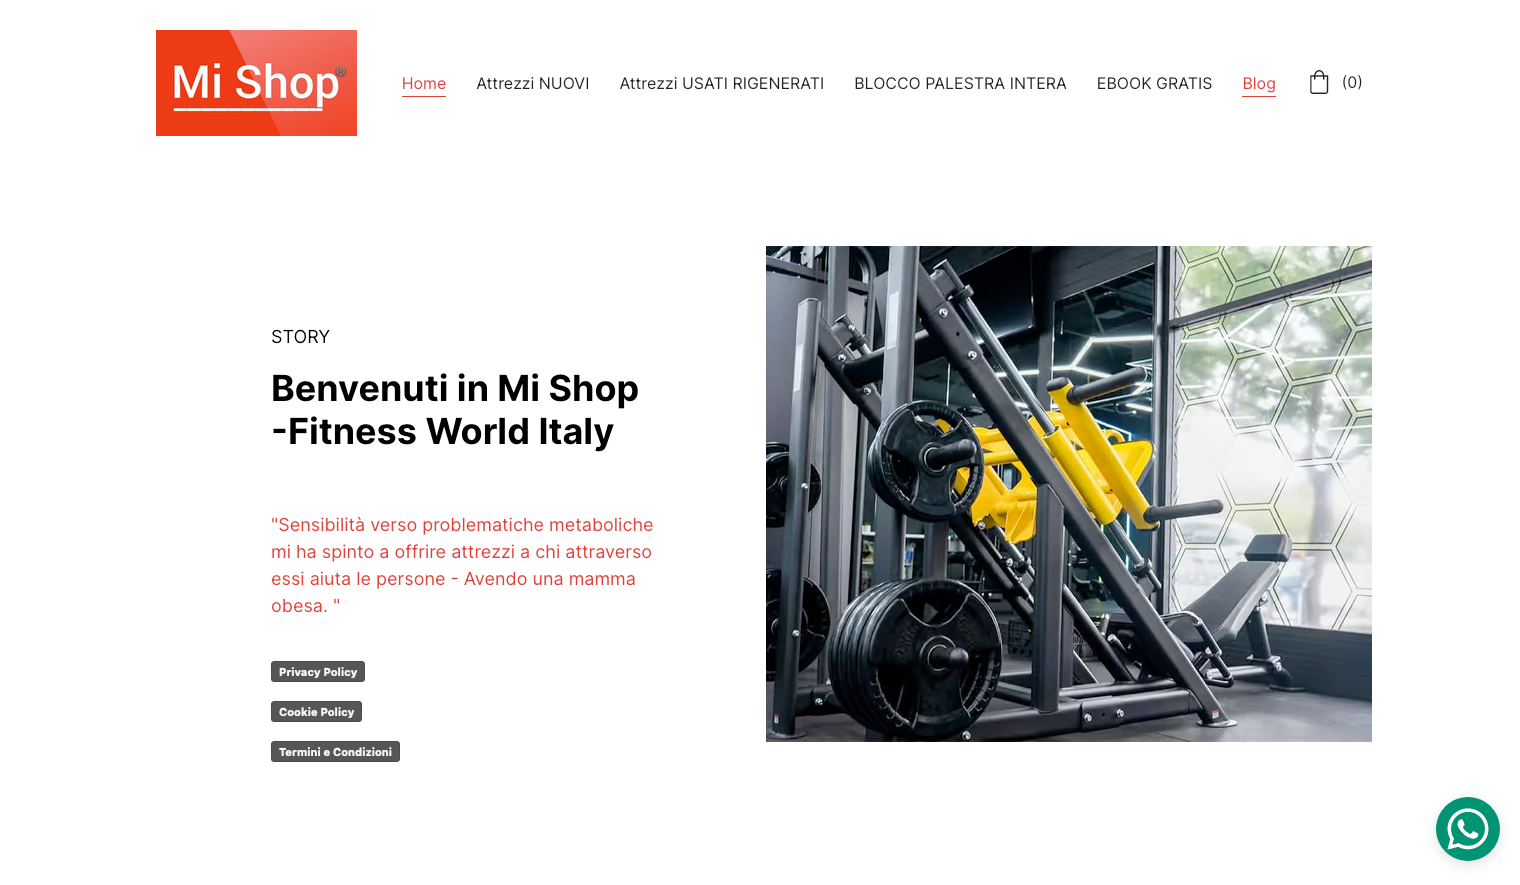 Mi Shop®
Home
Attrezzi NUOVI
Attrezzi USATI RIGENERATI
BLOCCO PALESTRA INTERA
EBOOK GRATIS
Blog
(0)
STORY
Benvenuti in Mi Shop
-Fitness World Italy
"Sensibilità verso problematiche metaboliche
mi ha spinto a offrire attrezzi a chi attraverso
essi aiuta le persone - Avendo una mamma
obesa. "
Privacy Policy
Cookie Policy
Termini e Condizioni